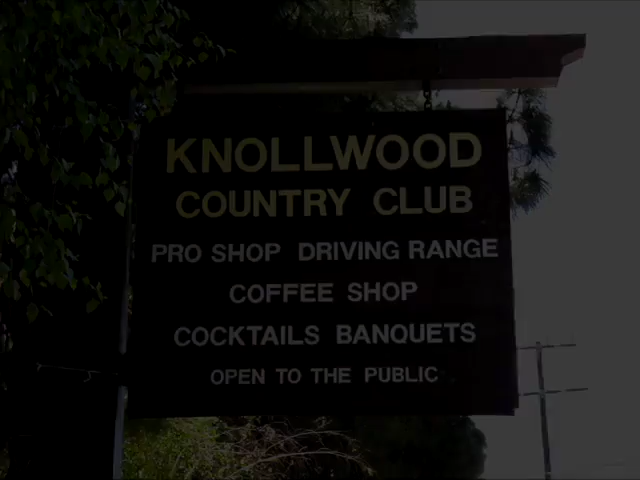 KNOLLWOOD
COUNTRY CLUB
PRO SHOP DRIVING RANGE
COFFEE SHOP
COCKTAILS BANQUETS
OPEN TO THE PUBLIC